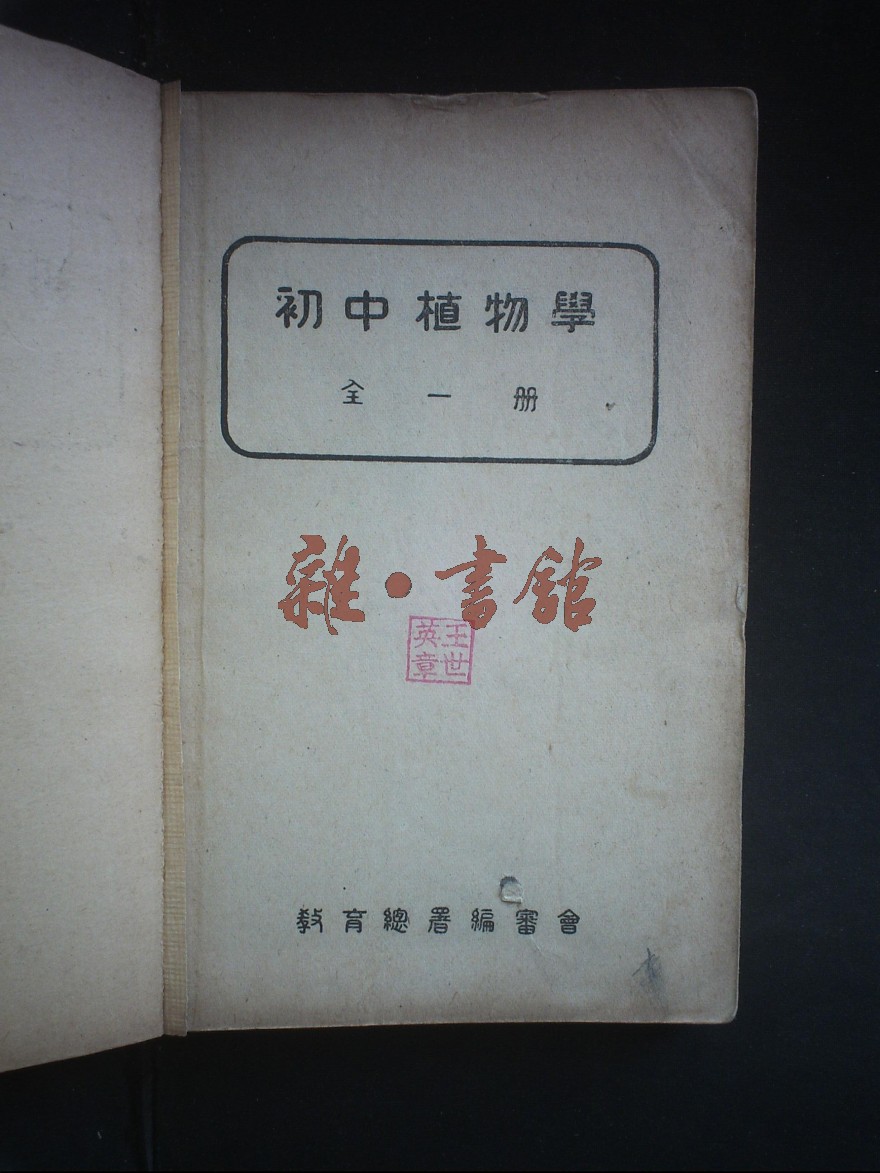 初中植物學
全一册
雜·書館
王世英章
教育總署編審會